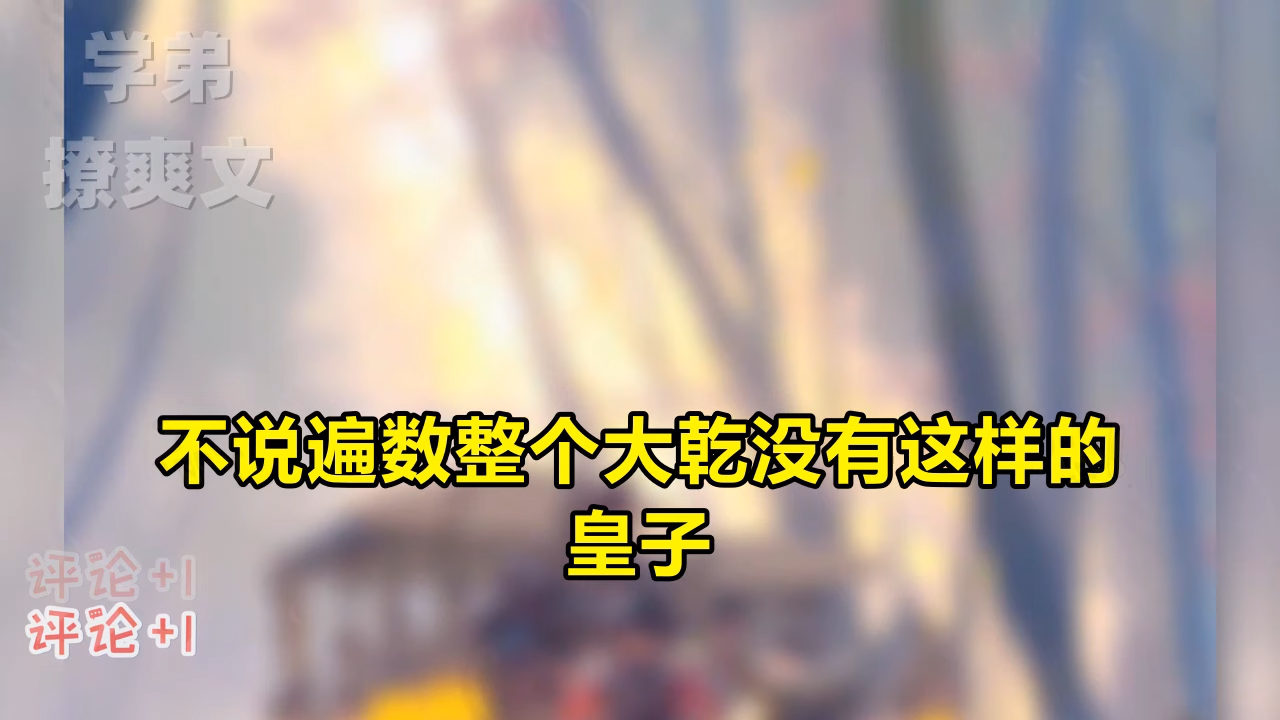 学弟
撩爽文
不说遍数整个大乾没有这样的
皇子
评论+1
评论+1